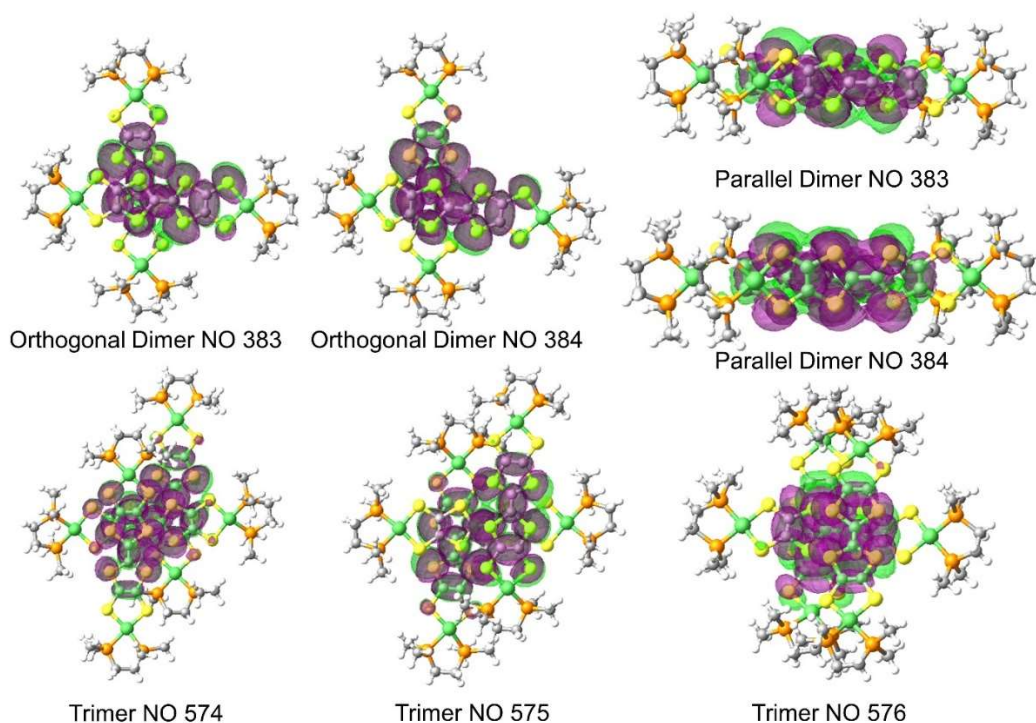 Parallel Dimer NO 383
Orthogonal Dimer NO 383
Orthogonal Dimer NO 384
Parallel Dimer NO 384
Trimer NO 574
Trimer NO 575
Trimer NO 576